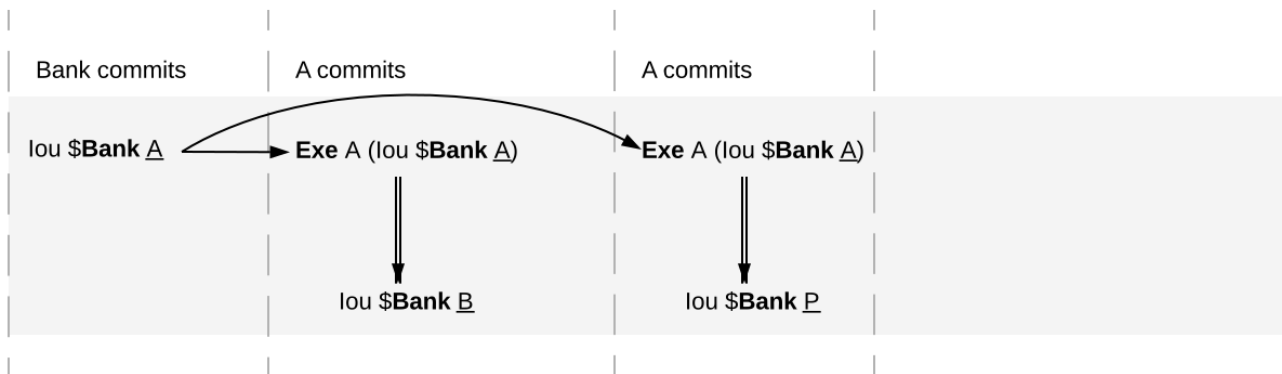 Bank commits
A commits
A commits
Iou $Bank A
Exe A (Iou $Bank A)
Exe A (Iou $Bank A)
Iou $Bank B
Iou $Bank P